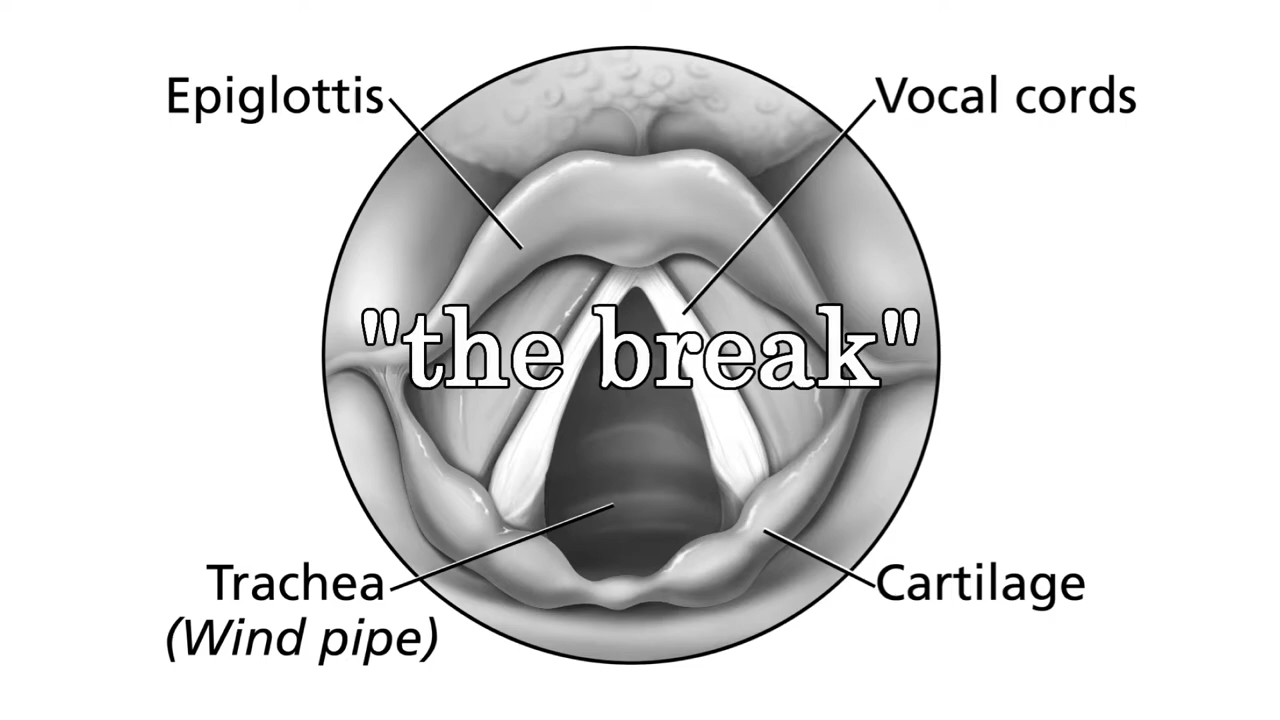 Epiglottis
Vocal cords
"the break"
Trachea
(Wind pipe)
Cartilage